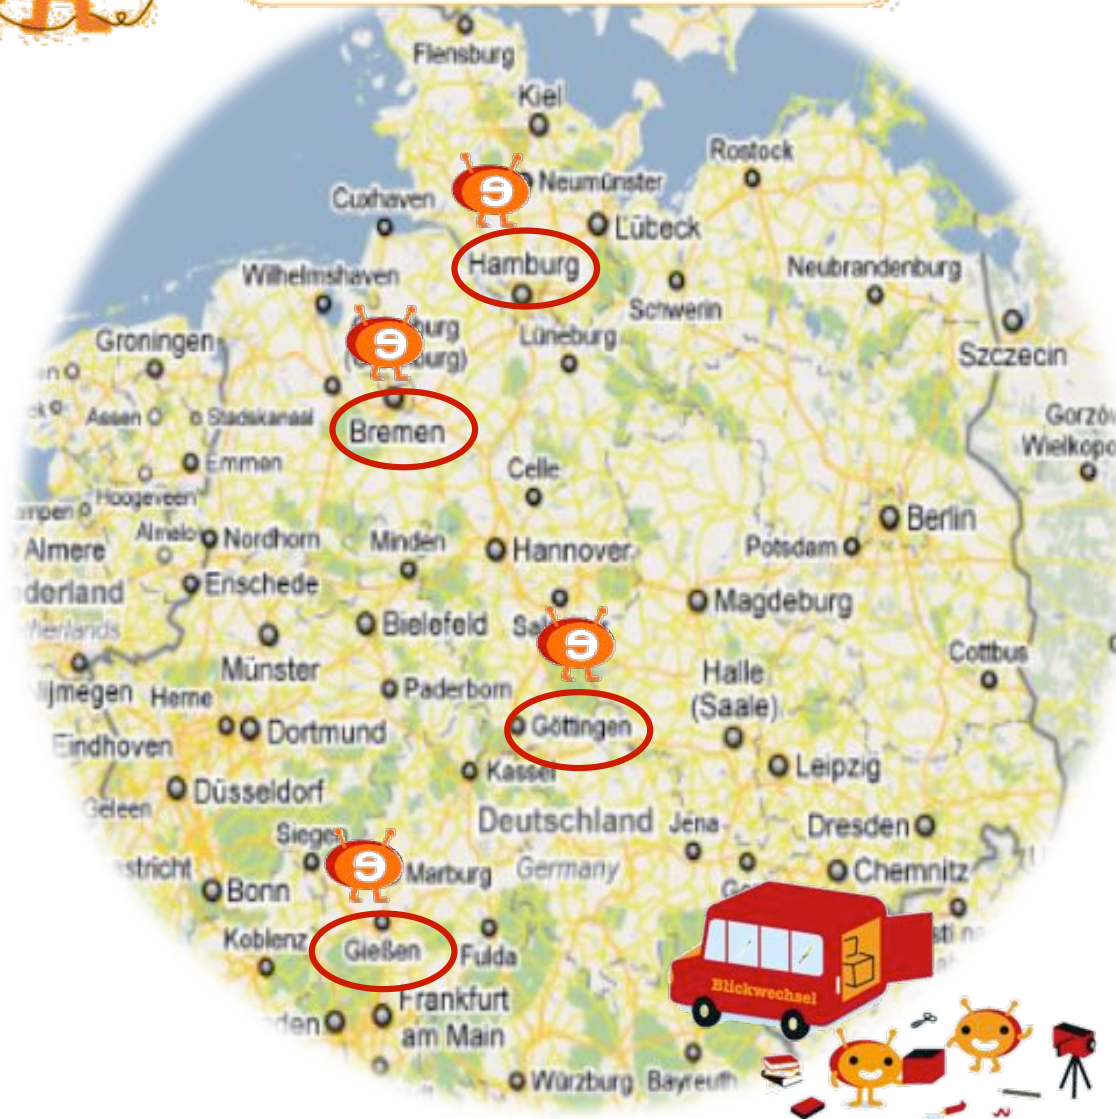 Flensburg
Kiel
Rostock
Neumünster
Cuxhaven
Lübeck
Hamburg
Wilhelmshaven
Neubrandenburg
Schwerin
Groningen
Lüneburg
Szczecin
Assen
Stadskanaal
Bremen
Emmen
Celle
Hoogeveen
Berlin
Nordhorn
Minden
Hannover
Potsdam
Almere
Enschede
Magdeburg
Bielefeld
Münster
Cottbus
Herne
Paderborn
Halle
(Saale)
Dortmund
Göttingen
Eindhoven
Kassel
Leipzig
Düsseldorf
Geleen
Deutschland
Jena
Dresden
Marburg
Germany
Chemnitz
Bonn
Koblenz
Gießen
Fulda
Blickwechsel
Frankfurt
am Main
Würzburg
Bayreuth
e
e
e
e